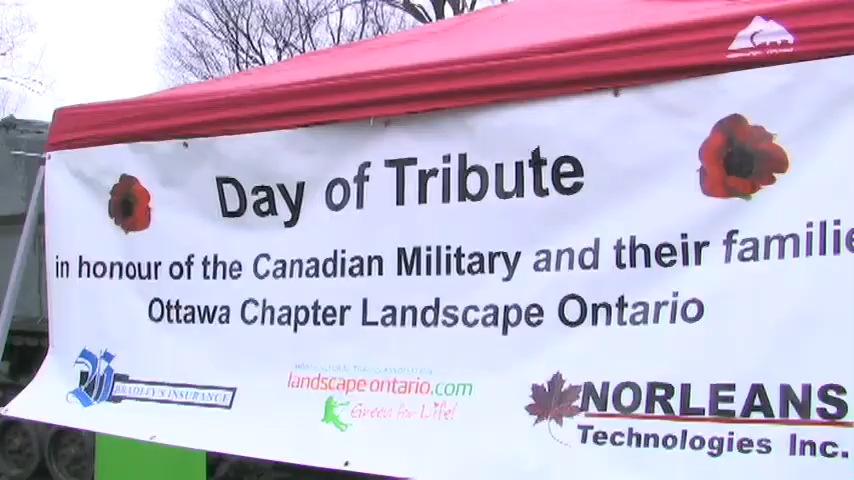 Day of Tribute
in honour of the Canadian Military and their familie
Ottawa Chapter Landscape Ontario
BRADLEY'S INSURANCE
landscapeontario.com
Green for Life!
NORLEANS
Technologies Inc.